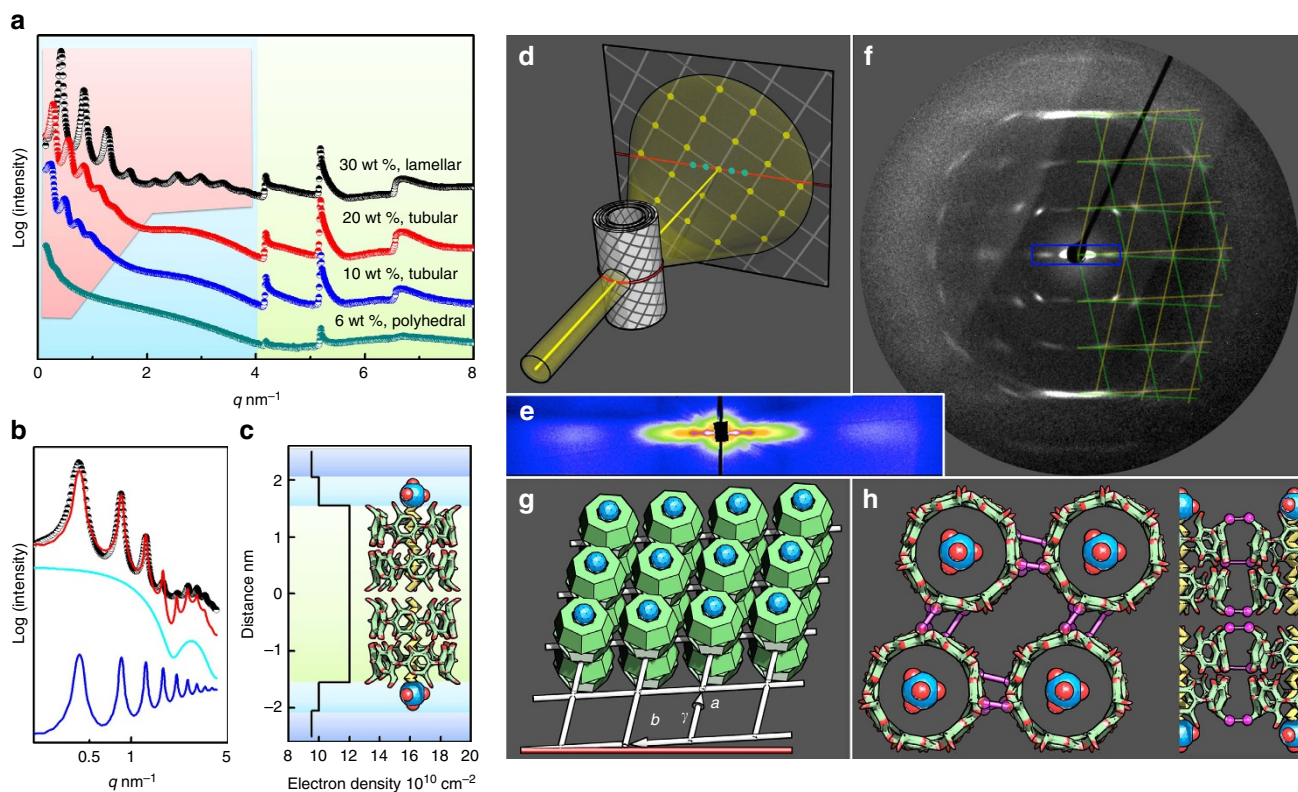 a
Log (intensity)
30 wt %, lamellar
20 wt %, tubular
10 wt %, tubular
6 wt %, polyhedral
0 2 4 6 8
q nm⁻¹
b
Log (intensity)
0.5 1 5
q nm⁻¹
c
Distance nm
2
1
0
−1
−2
8 10 12 14 16 18 20
Electron density 10¹⁰ cm⁻²
d
e
f
g
a
b
γ
h